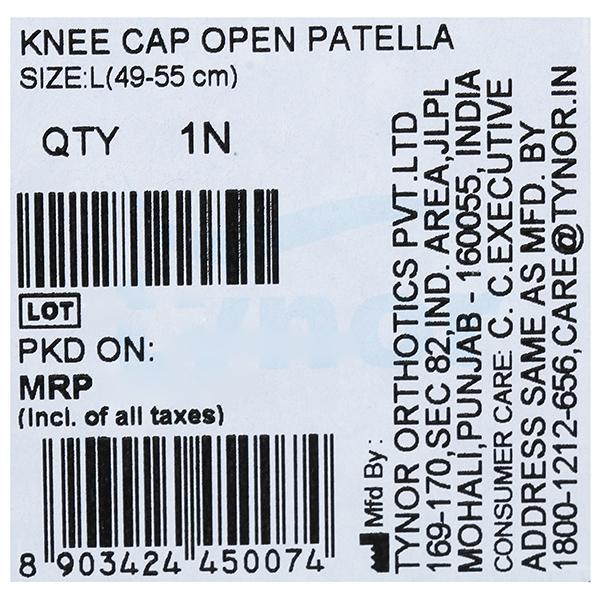 KNEE CAP OPEN PATELLA
SIZE:L(49-55 cm)
QTY 1N
LOT
PKD ON:
MRP
(Incl. of all taxes)
8 903424 450074
Mfd By :
TYNOR ORTHOTICS PVT.LTD
169-170,SEC 82,IND. AREA,JLPL
MOHALI,PUNJAB - 160055, INDIA
CONSUMER CARE: C. C.EXECUTIVE
ADDRESS SAME AS MFD. BY
1800-1212-656,CARE@TYNOR.IN
tynor